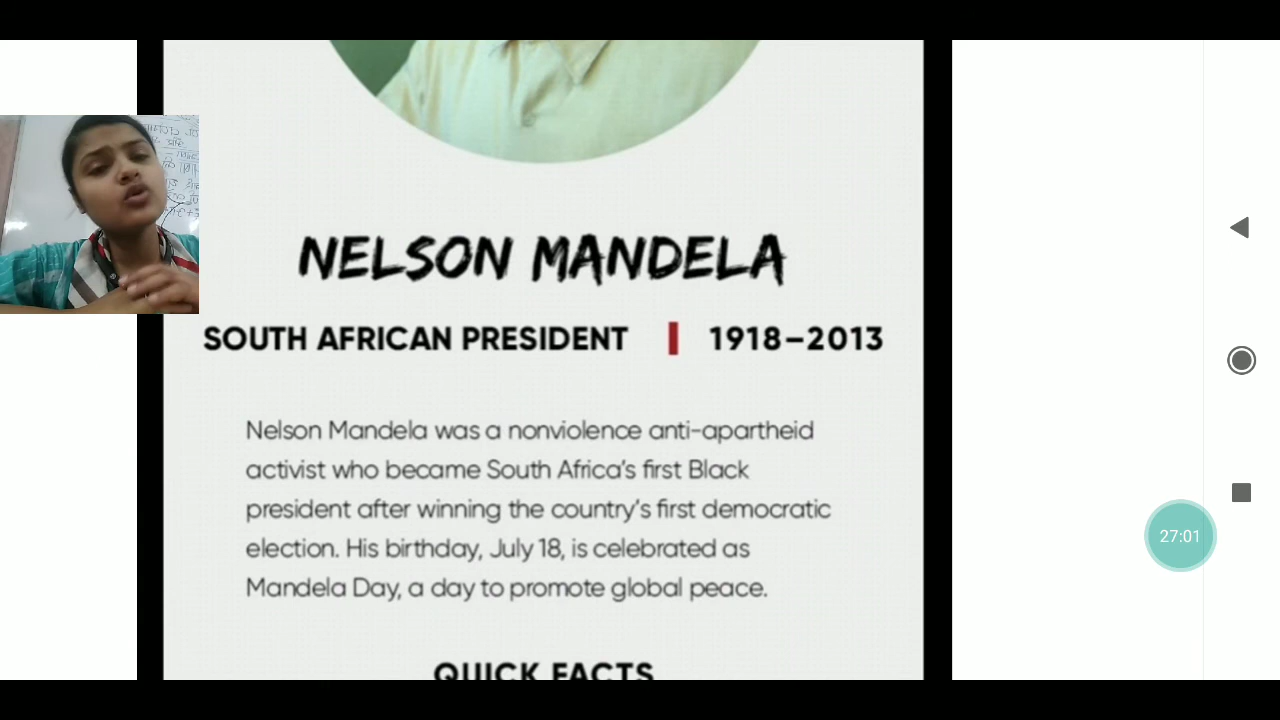 NELSON MANDELA
SOUTH AFRICAN PRESIDENT 1918–2013
Nelson Mandela was a nonviolence anti-apartheid
activist who became South Africa's first Black
president after winning the country's first democratic
election. His birthday, July 18, is celebrated as
Mandela Day, a day to promote global peace.
QUICK FACTS
27:01